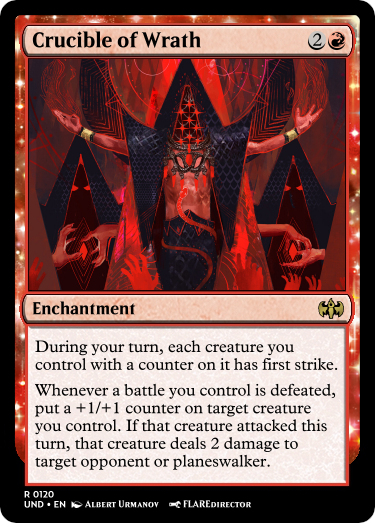 Crucible of Wrath 2
Enchantment
During your turn, each creature you
control with a counter on it has first strike.
Whenever a battle you control is defeated,
put a +1/+1 counter on target creature
you control. If that creature attacked this
turn, that creature deals 2 damage to
target opponent or planeswalker.
R 0120
UND • EN Albert Urmanov FLAREdirector